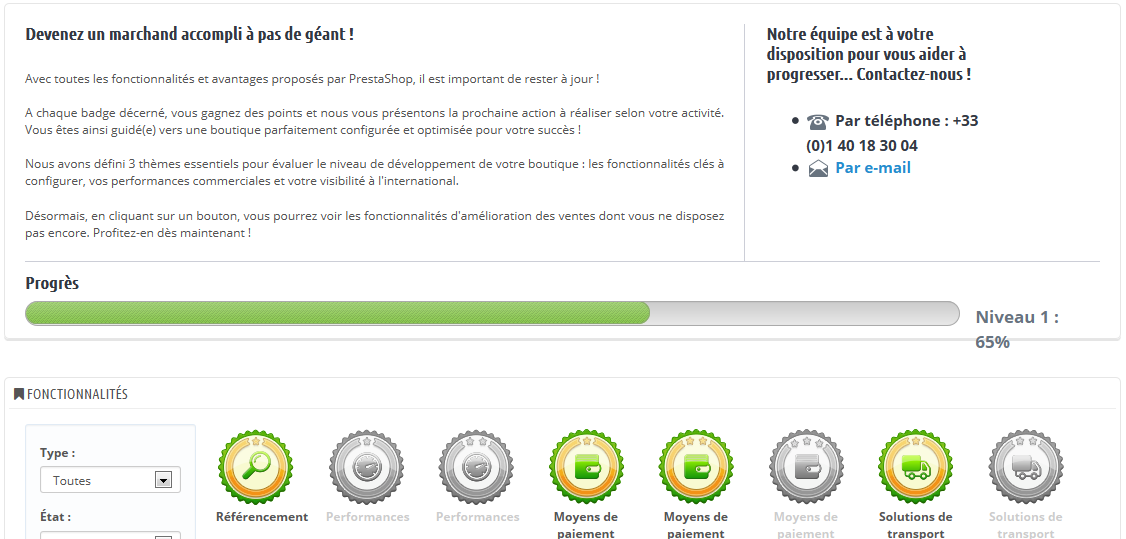 Devenez un marchand accompli à pas de géant !
Avec toutes les fonctionnalités et avantages proposés par PrestaShop, il est important de rester à jour !
A chaque badge décerné, vous gagnez des points et nous vous présentons la prochaine action à réaliser selon votre activité.
Vous êtes ainsi guidé(e) vers une boutique parfaitement configurée et optimisée pour votre succès !
Nous avons défini 3 thèmes essentiels pour évaluer le niveau de développement de votre boutique : les fonctionnalités clés à
configurer, vos performances commerciales et votre visibilité à l'international.
Désormais, en cliquant sur un bouton, vous pourrez voir les fonctionnalités d'amélioration des ventes dont vous ne disposez
pas encore. Profitez-en dès maintenant !
Notre équipe est à votre
disposition pour vous aider à
progresser... Contactez-nous !
Par téléphone : +33
(0)1 40 18 30 04
Par e-mail
Progrès
Niveau 1 :
65%
FONCTIONNALITÉS
Type :
Toutes
État :
Référencement
Performances
Performances
Moyens de
paiement
Moyens de
paiement
Moyens de
paiement
Solutions de
transport
Solutions de
transport